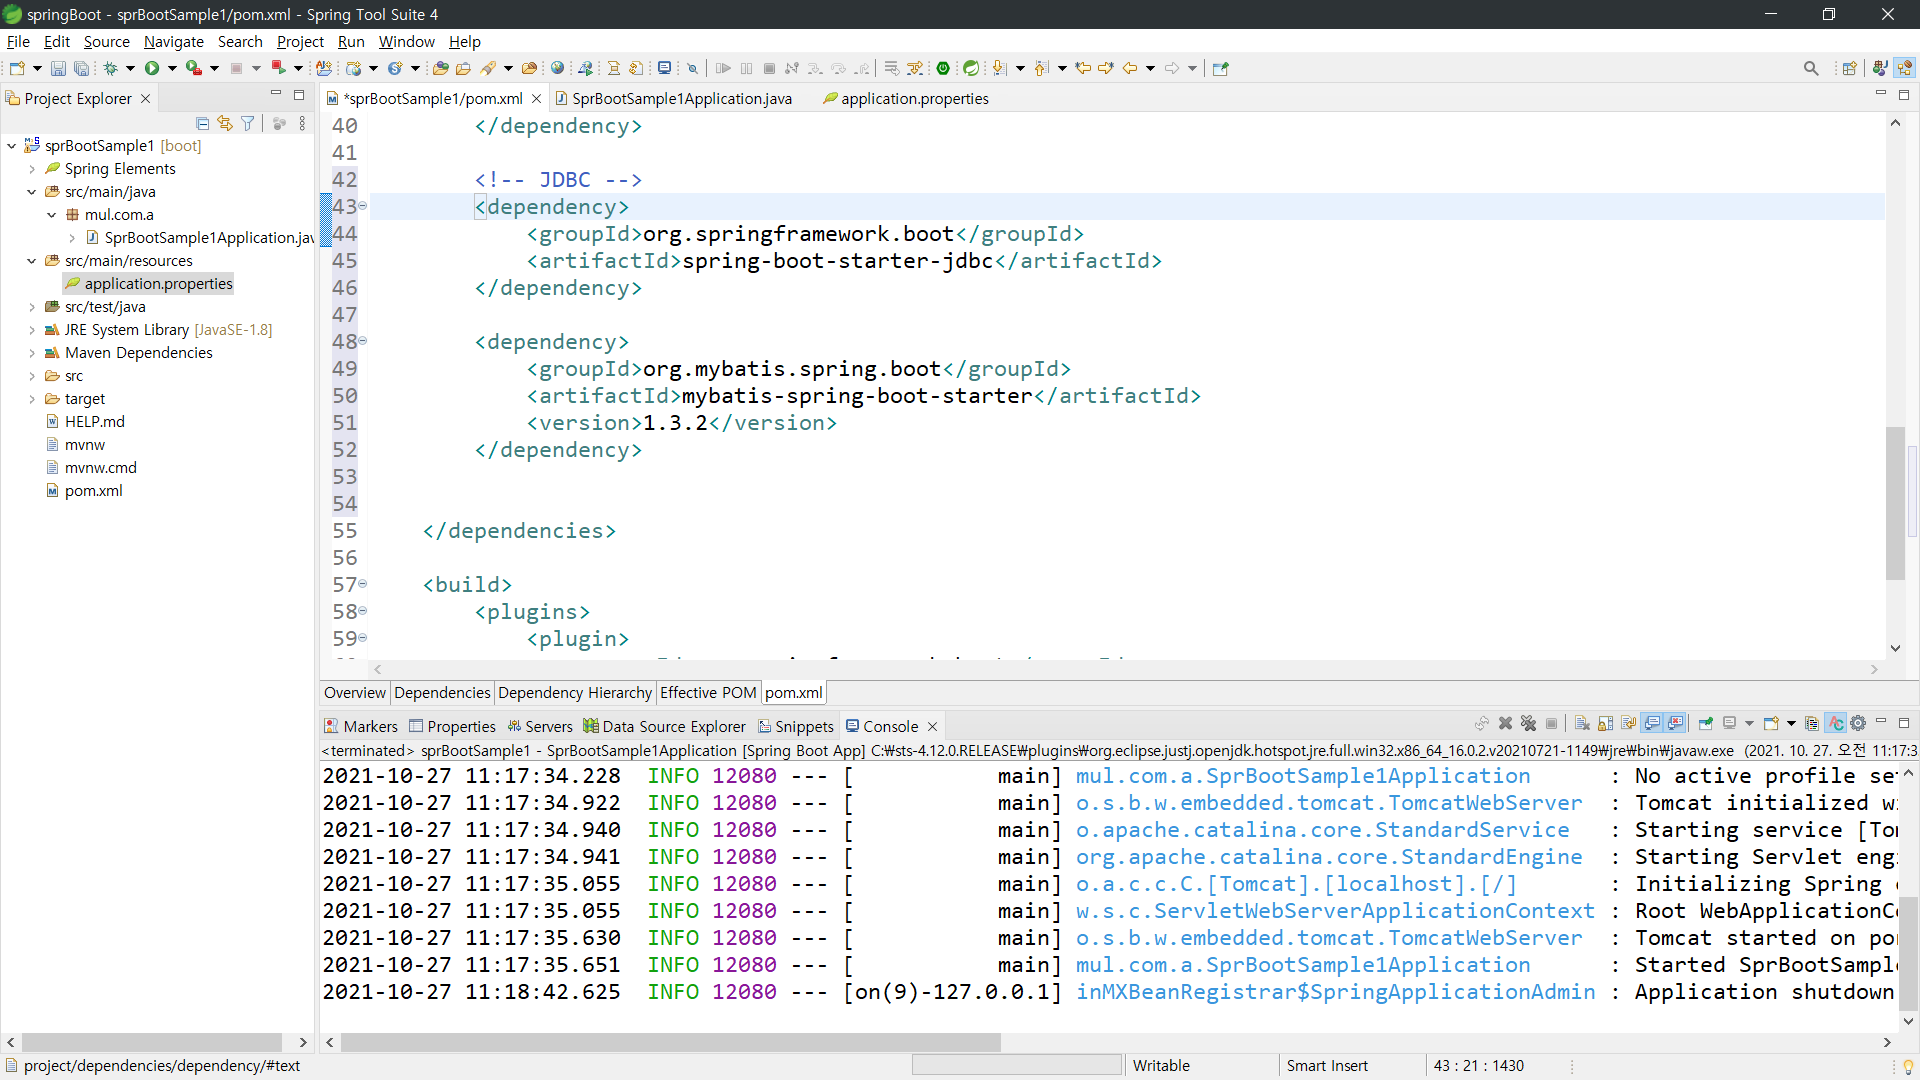 springBoot - sprBootSample1/pom.xml - Spring Tool Suite 4
File Edit Source Navigate Search Project Run Window Help
Project Explorer
sprBootSample1 [boot]
Spring Elements
src/main/java
mul.com.a
SprBootSample1Application.jav
src/main/resources
application.properties
src/test/java
JRE System Library [JavaSE-1.8]
Maven Dependencies
src
target
HELP.md
mvnw
mvnw.cmd
pom.xml
*sprBootSample1/pom.xml SprBootSample1Application.java application.properties
40 </dependency>
41
42 <!-- JDBC -->
43 <dependency>
44 <groupId>org.springframework.boot</groupId>
45 <artifactId>spring-boot-starter-jdbc</artifactId>
46 </dependency>
47
48 <dependency>
49 <groupId>org.mybatis.spring.boot</groupId>
50 <artifactId>mybatis-spring-boot-starter</artifactId>
51 <version>1.3.2</version>
52 </dependency>
53
54
55 </dependencies>
56
57 <build>
58 <plugins>
59 <plugin>
Overview Dependencies Dependency Hierarchy Effective POM pom.xml
Markers Properties Servers Data Source Explorer Snippets Console
<terminated> sprBootSample1 - SprBootSample1Application [Spring Boot App] C:₩sts-4.12.0.RELEASE₩plugins₩org.eclipse.justj.openjdk.hotspot.jre.full.win32.x86_64_16.0.2.v20210721-1149₩jre₩bin₩javaw.exe (2021. 10. 27. 오전 11:17:3
2021-10-27 11:17:34.228 INFO 12080 --- [ main] mul.com.a.SprBootSample1Application : No active profile se
2021-10-27 11:17:34.922 INFO 12080 --- [ main] o.s.b.w.embedded.tomcat.TomcatWebServer : Tomcat initialized w
2021-10-27 11:17:34.940 INFO 12080 --- [ main] o.apache.catalina.core.StandardService : Starting service [Tom
2021-10-27 11:17:34.941 INFO 12080 --- [ main] org.apache.catalina.core.StandardEngine : Starting Servlet eng
2021-10-27 11:17:35.055 INFO 12080 --- [ main] o.a.c.c.C.[Tomcat].[localhost].[/] : Initializing Spring
2021-10-27 11:17:35.055 INFO 12080 --- [ main] w.s.c.ServletWebServerApplicationContext : Root WebApplicationCo
2021-10-27 11:17:35.630 INFO 12080 --- [ main] o.s.b.w.embedded.tomcat.TomcatWebServer : Tomcat started on por
2021-10-27 11:17:35.651 INFO 12080 --- [ main] mul.com.a.SprBootSample1Application : Started SprBootSampl
2021-10-27 11:18:42.625 INFO 12080 --- [on(9)-127.0.0.1] inMXBeanRegistrar$SpringApplicationAdmin : Application shutdown
project/dependencies/dependency/#text Writable Smart Insert 43 : 21 : 1430